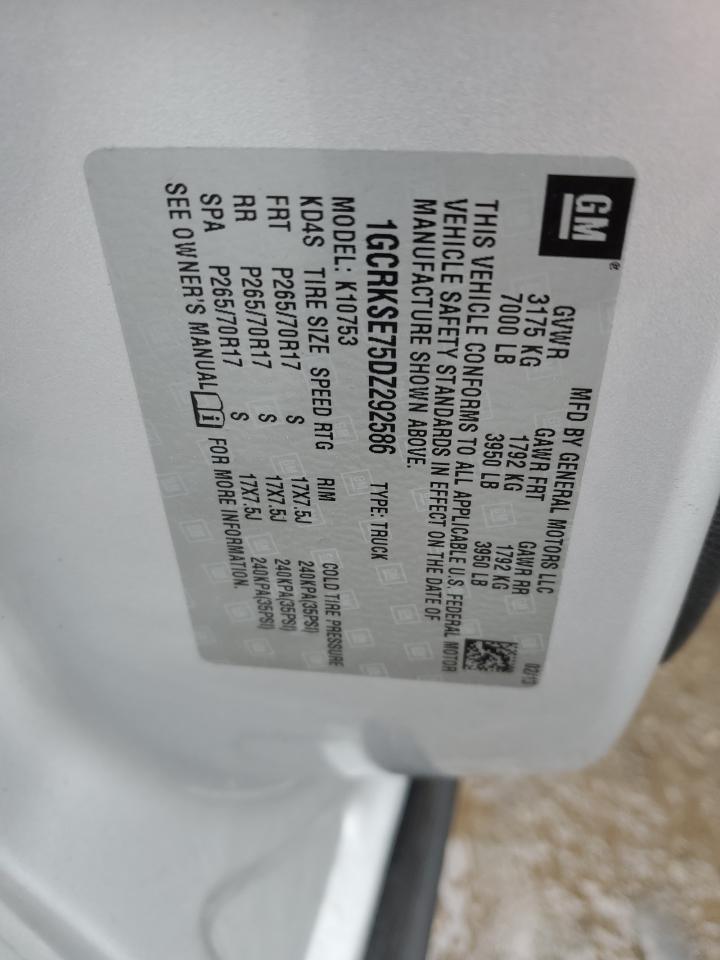 GM®
MFD BY GENERAL MOTORS LLC
02/13
GVWR GAWR FRT GAWR RR
3175 KG 1792 KG 1792 KG
7000 LB 3950 LB 3950 LB
THIS VEHICLE CONFORMS TO ALL APPLICABLE U.S. FEDERAL MOTOR
VEHICLE SAFETY STANDARDS IN EFFECT ON THE DATE OF
MANUFACTURE SHOWN ABOVE.
1GCRKSE75DZ292586 TYPE: TRUCK
MODEL: K10753
KD4S TIRE SIZE SPEED RTG RIM COLD TIRE PRESSURE
FRT P265/70R17 S 17X7.5J 240KPA(35PSI)
RR P265/70R17 S 17X7.5J 240KPA(35PSI)
SPA P265/70R17 S 17X7.5J 240KPA(35PSI)
SEE OWNER'S MANUAL i FOR MORE INFORMATION.